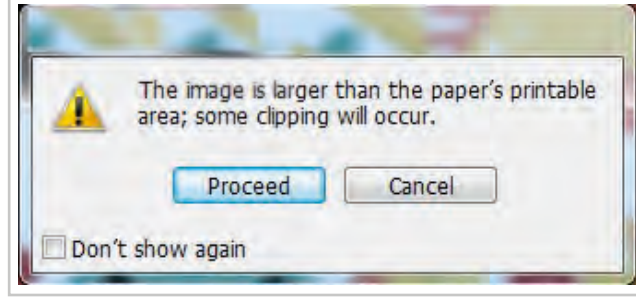 The image is larger than the paper's printable
area; some clipping will occur.
Proceed Cancel
Don't show again